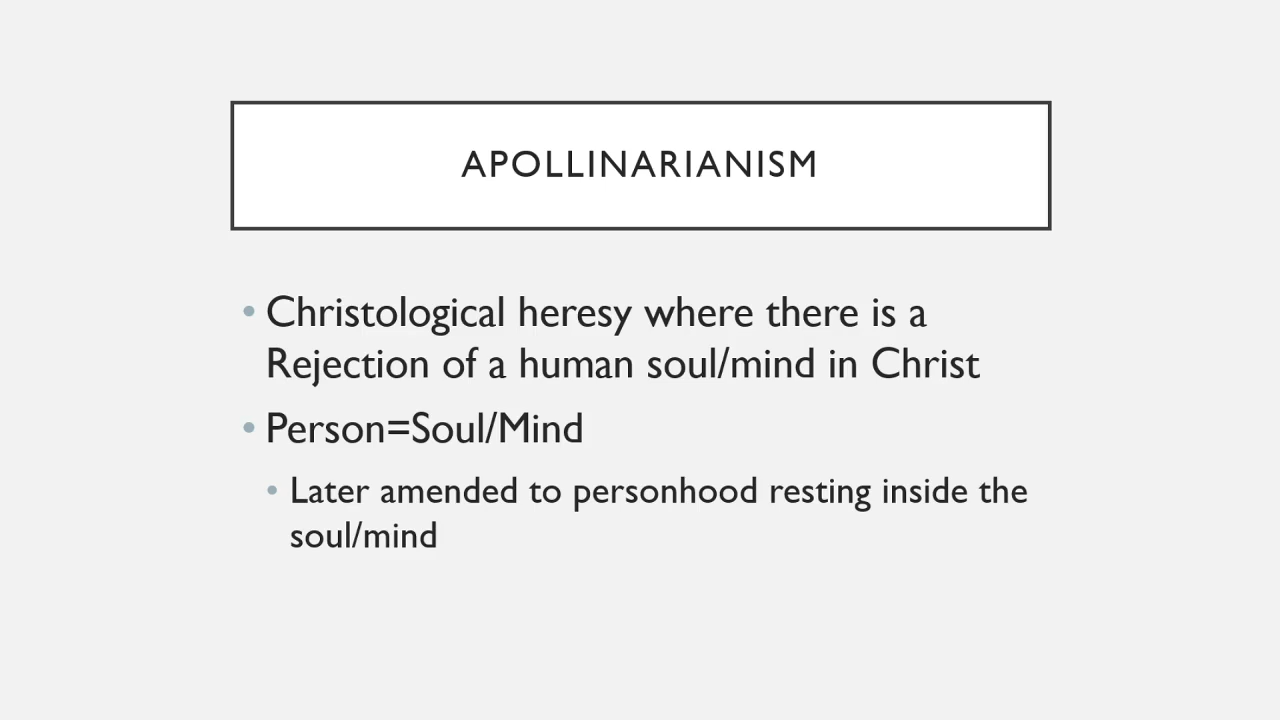 APOLLINARIANISM
• Christological heresy where there is a
Rejection of a human soul/mind in Christ
• Person=Soul/Mind
• Later amended to personhood resting inside the
soul/mind